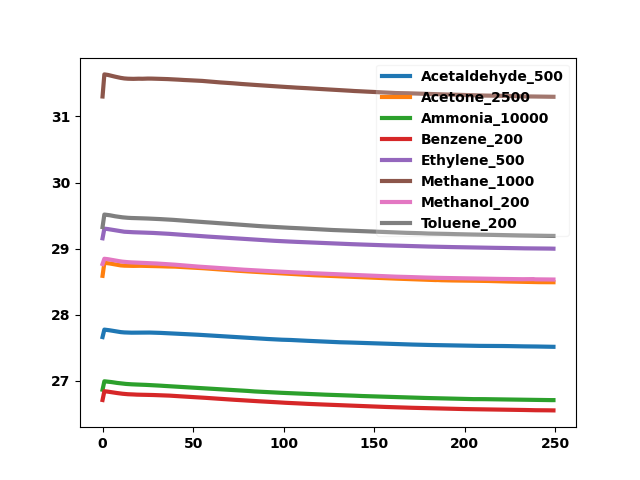 Acetaldehyde_500
Acetone_2500
Ammonia_10000
Benzene_200
Ethylene_500
Methane_1000
Methanol_200
Toluene_200
31
30
29
28
27
0 50 100 150 200 250